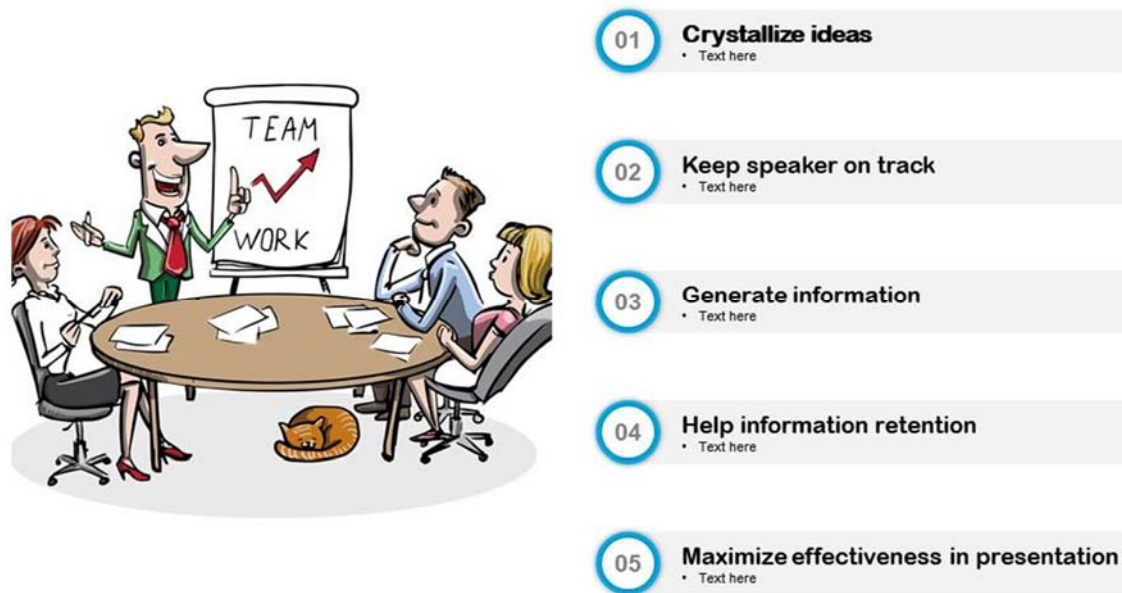 TEAM
WORK
01
Crystallize ideas
• Text here
02
Keep speaker on track
• Text here
03
Generate information
• Text here
04
Help information retention
• Text here
05
Maximize effectiveness in presentation
• Text here